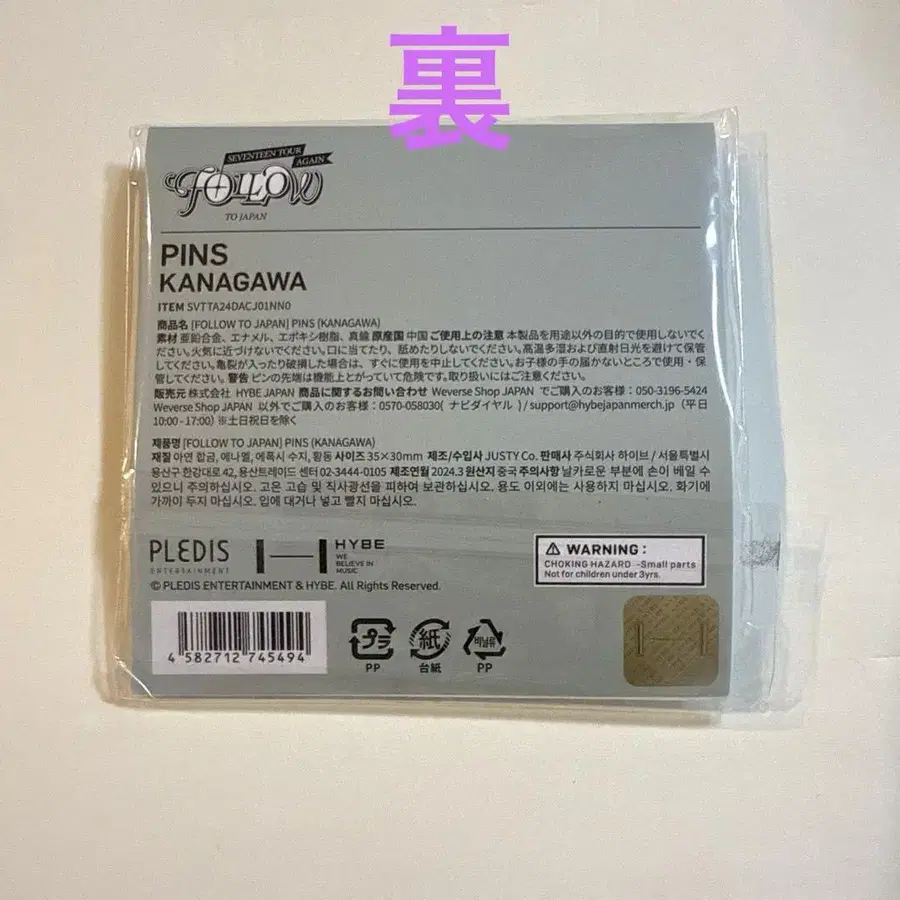 裏
SEVENTEEN TOUR
AGAIN
FOLLOW
TO JAPAN
PINS
KANAGAWA
ITEM SVTTA24DACJ01NN0
商品名 [FOLLOW TO JAPAN] PINS (KANAGAWA)
素材 亜鉛合金、エナメル、エポキシ樹脂、真鍮 原産国 中国 ご使用上の注意 本製品を用途以外の目的で使用しないでく
ださい。火気に近づけないでください。口に当てたり、舐めたりしないでください。高温多湿および直射日光を避けて保管
してください。亀裂が入ったり破損した場合は、すぐに使用を中止してください。お子様の手の届かないところで使用・保
管してください。警告 ピンの先端は機能上とがっていて危険です。取り扱いにはご注意ください。
販売元 株式会社 HYBE JAPAN 商品に関するお問い合わせ Weverse Shop JAPAN でご購入のお客様：050-3196-5424
Weverse Shop JAPAN 以外でご購入のお客様：0570-058030( ナビダイヤル ) / support@hybejapanmerch.jp（平日
10:00 - 17:00）※土日祝日を除く
제품명 [FOLLOW TO JAPAN] PINS (KANAGAWA)
재질 아연 합금, 에나멜, 에폭시 수지, 황동 사이즈 35×30mm 제조/수입사 JUSTY Co. 판매사 주식회사 하이브 / 서울특별시
용산구 한강대로 42, 용산트레이드 센터 02-3444-0105 제조연월 2024.3 원산지 중국 주의사항 날카로운 부분에 손이 베일 수
있으니 주의하십시오. 고온 고습 및 직사광선을 피하여 보관하십시오. 용도 이외에는 사용하지 마십시오. 화기에
가까이 두지 마십시오. 입에 대거나 넣고 빨지 마십시오.
PLEDIS
ENTERTAINMENT
HYBE
WE
BELIEVE IN
MUSIC
© PLEDIS ENTERTAINMENT & HYBE. All Rights Reserved.
⚠ WARNING :
CHOKING HAZARD -Small parts
Not for children under 3yrs.
4 582712 745494
プラ
PP
紙
台紙
비닐류
PP